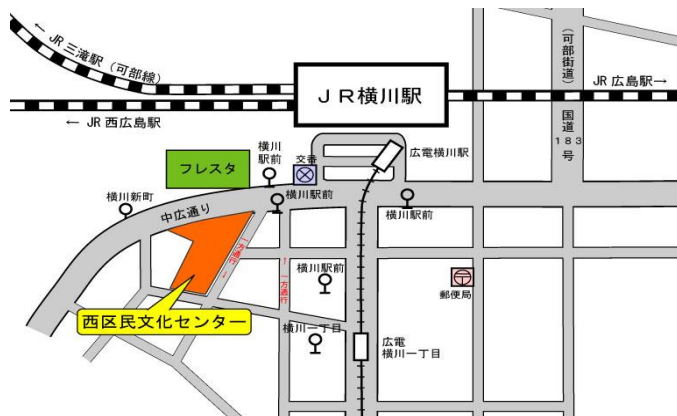 ← JR 三滝駅（可部線）
JR横川駅
（可部街道）
JR 広島駅→
← JR 西広島駅
国道
183
号
横川
駅前
交番
広電横川駅
フレスタ
横川駅前
横川駅前
横川新町
中広通り
一方通行 →
↑ 一方通行
横川駅前
郵便局
西区民文化センター
横川一丁目
広電
横川一丁目